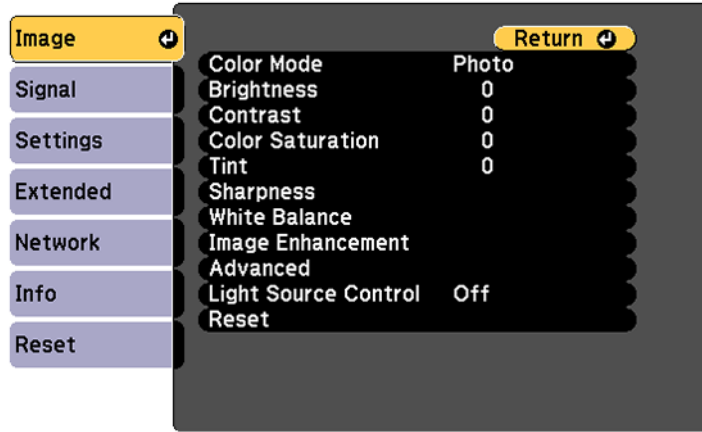 Image
Signal
Settings
Extended
Network
Info
Reset
Return
Color Mode Photo
Brightness 0
Contrast 0
Color Saturation 0
Tint 0
Sharpness
White Balance
Image Enhancement
Advanced
Light Source Control Off
Reset